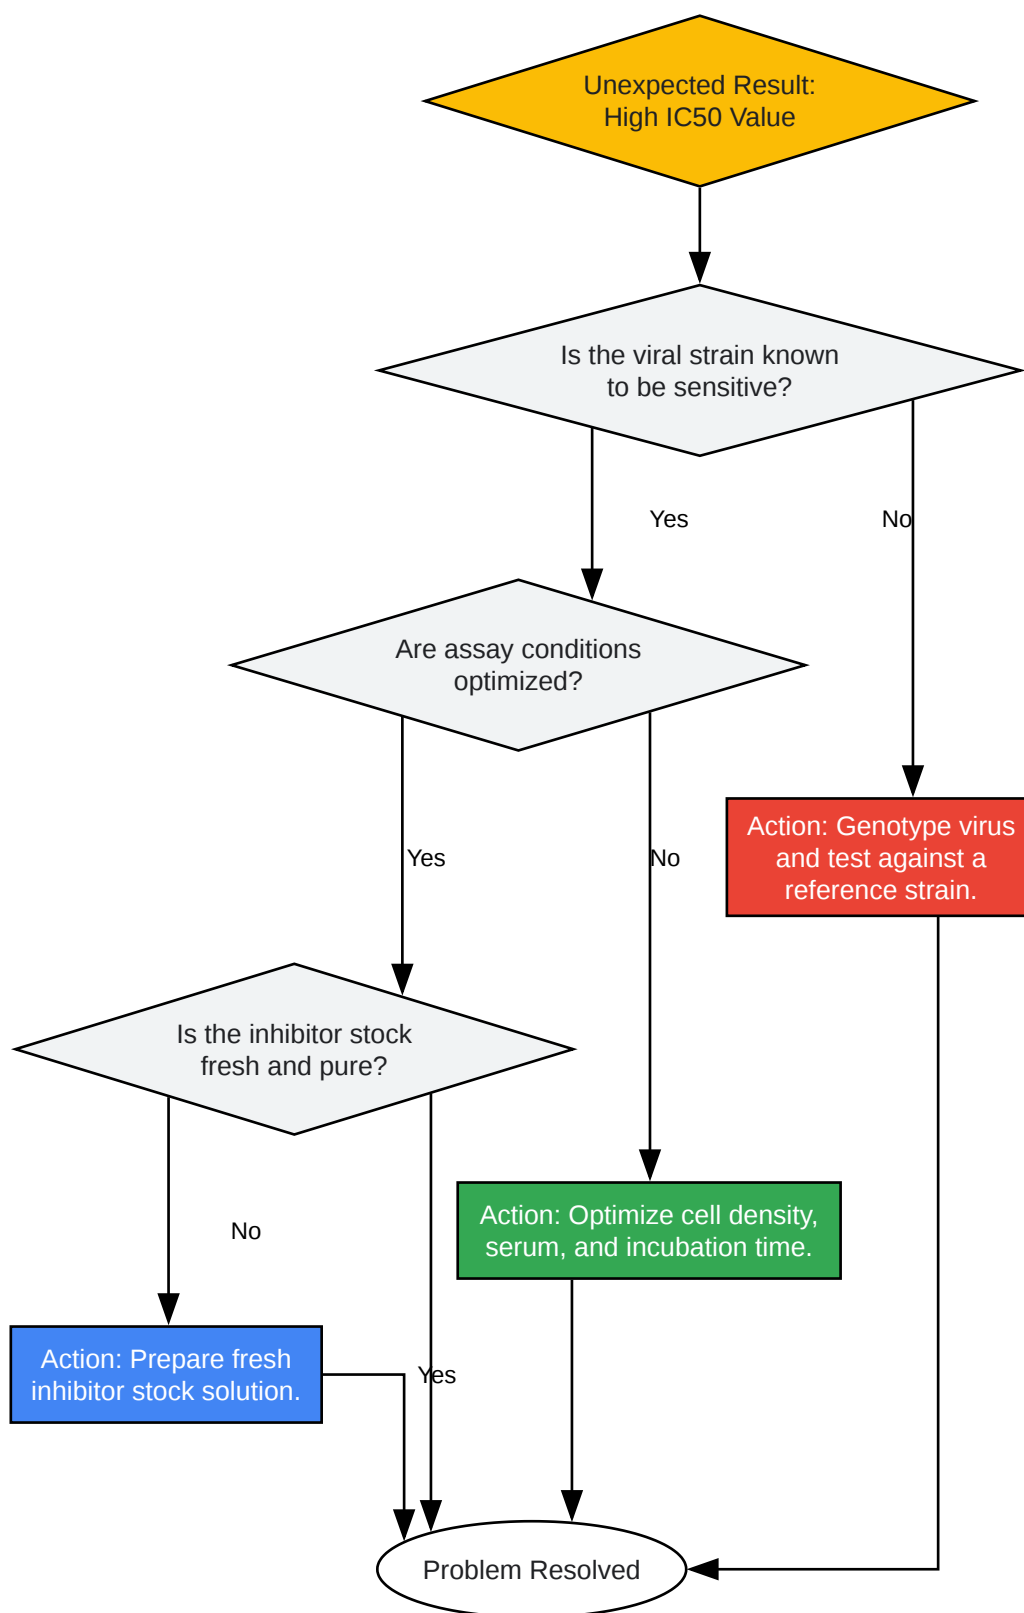 Unexpected Result:
High IC50 Value
Is the viral strain known
to be sensitive?
Yes
No
Are assay conditions
optimized?
Yes
No
Action: Genotype virus
and test against a
reference strain.
Is the inhibitor stock
fresh and pure?
No
Action: Optimize cell density,
serum, and incubation time.
Action: Prepare fresh
inhibitor stock solution.
Yes
Problem Resolved